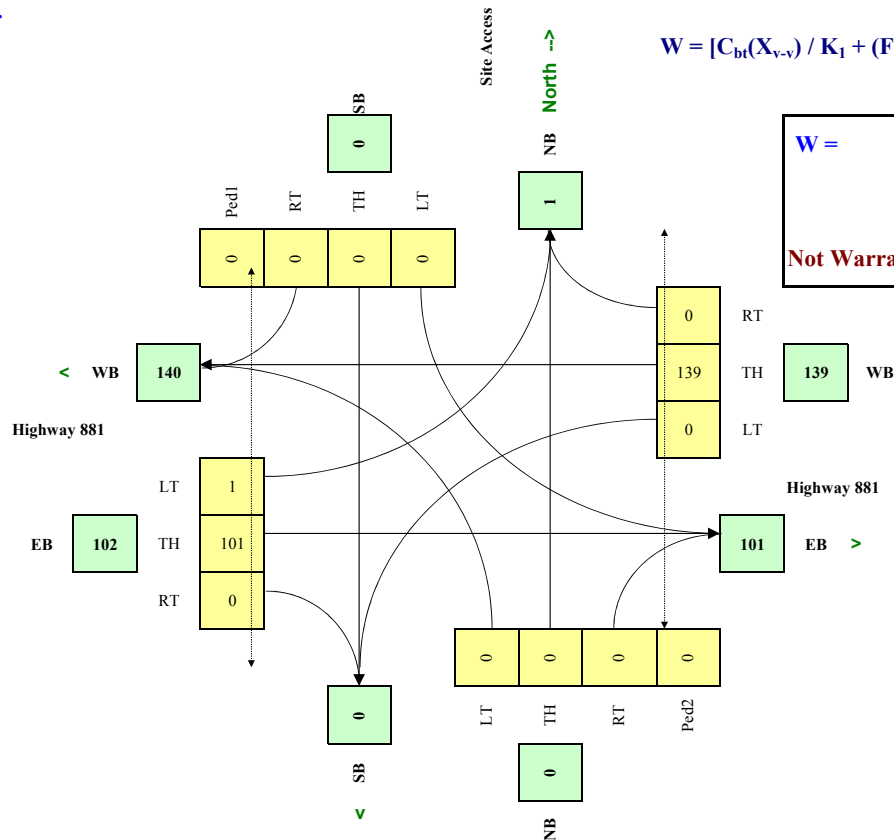 W = [Cbt(Xv-v) / K1 + (F
Site Access
North -->
SB
0
NB
1
W =
Not Warra
Ped1
RT
TH
LT
0
0
0
0
0
RT
< WB
140
139
TH
139
WB
0
LT
Highway 881
LT
1
Highway 881
EB
102
TH
101
101
EB >
RT
0
0
0
0
0
LT
TH
RT
Ped2
0
SB
v
0
NB